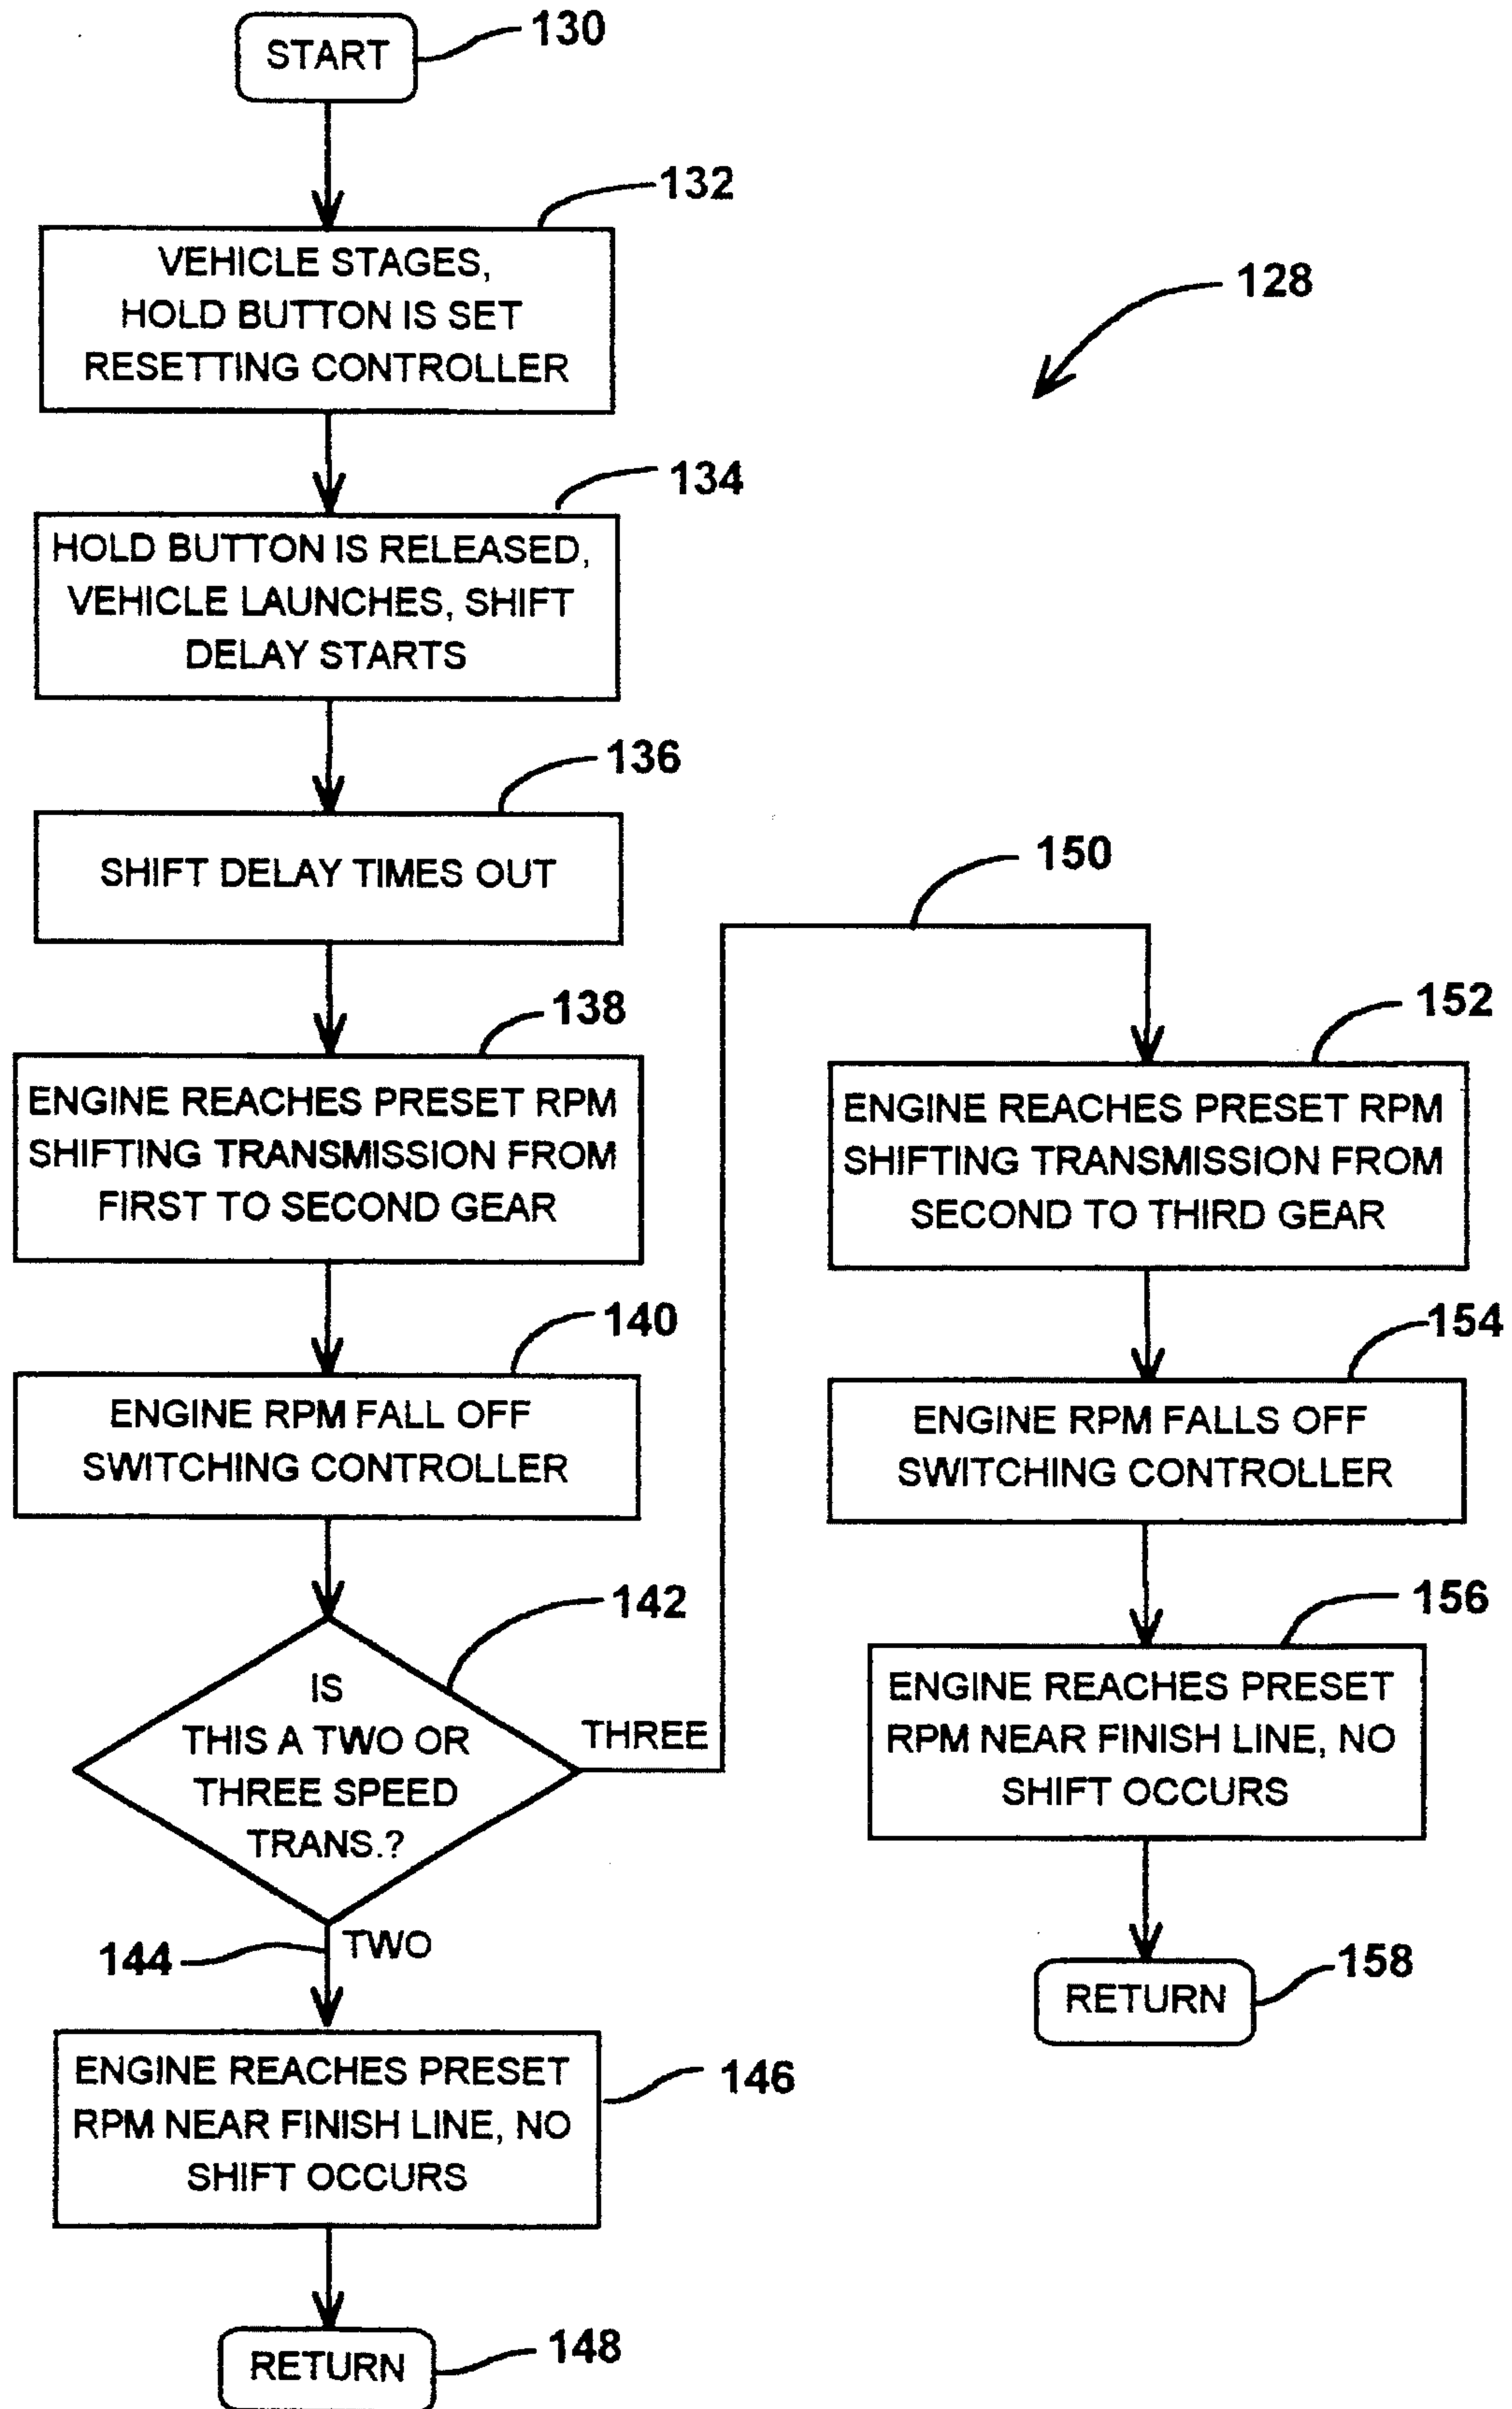 START
130
132
VEHICLE STAGES,
HOLD BUTTON IS SET
RESETTING CONTROLLER
128
134
HOLD BUTTON IS RELEASED,
VEHICLE LAUNCHES, SHIFT
DELAY STARTS
136
SHIFT DELAY TIMES OUT
138
ENGINE REACHES PRESET RPM
SHIFTING TRANSMISSION FROM
FIRST TO SECOND GEAR
140
ENGINE RPM FALL OFF
SWITCHING CONTROLLER
142
IS
THIS A TWO OR
THREE SPEED
TRANS.?
THREE
144
TWO
146
ENGINE REACHES PRESET
RPM NEAR FINISH LINE, NO
SHIFT OCCURS
RETURN
148
150
152
ENGINE REACHES PRESET RPM
SHIFTING TRANSMISSION FROM
SECOND TO THIRD GEAR
154
ENGINE RPM FALLS OFF
SWITCHING CONTROLLER
156
ENGINE REACHES PRESET
RPM NEAR FINISH LINE, NO
SHIFT OCCURS
RETURN
158